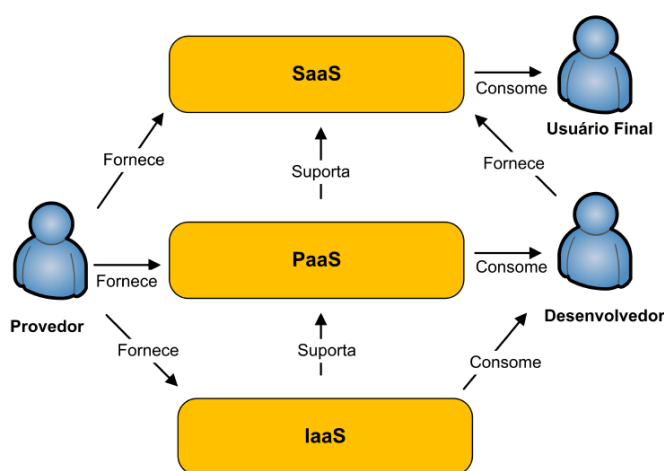 SaaS
Consome
Usuário Final
Fornece
Suporta
Fornece
PaaS
Fornece
Consome
Provedor
Desenvolvedor
Fornece
Suporta
Consome
IaaS